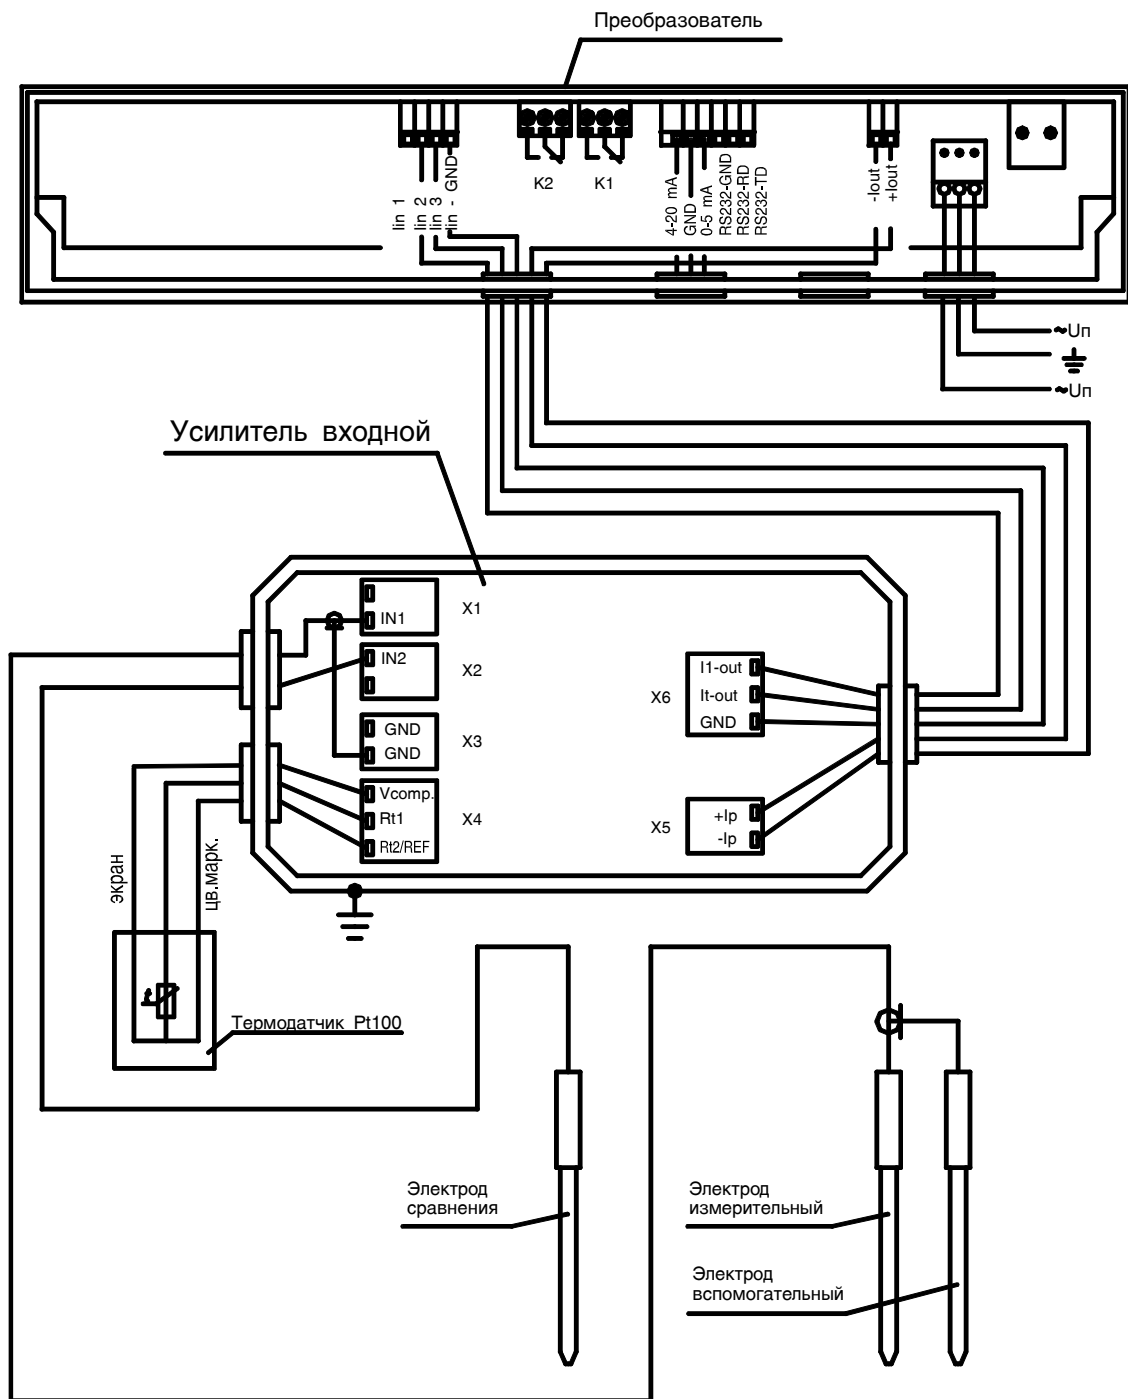 Преобразователь
Iin 1
Iin 2
Iin 3
Iin - GND
K2
K1
4-20 mA
GND
0-5 mA
RS232-GND
RS232-RD
RS232-TD
-Iout
+Iout
~Uп
~Uп
Усилитель входной
IN1
X1
IN2
X2
GND
GND
X3
Vcomp.
Rt1
Rt2/REF
X4
I1-out
It-out
GND
X6
+Ip
-Ip
X5
экран
цв.марк.
t
Термодатчик Pt100
Электрод
сравнения
Электрод
измерительный
Электрод
вспомогательный